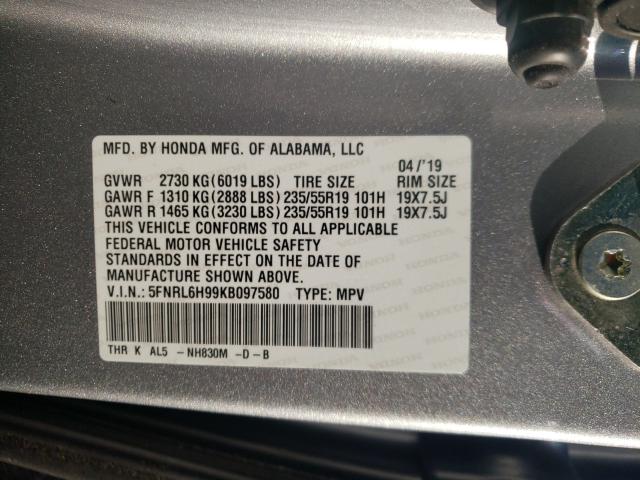 MFD. BY HONDA MFG. OF ALABAMA, LLC
04/'19
GVWR 2730 KG(6019 LBS) TIRE SIZE RIM SIZE
GAWR F 1310 KG(2888 LBS) 235/55R19 101H 19X7.5J
GAWR R 1465 KG(3230 LBS) 235/55R19 101H 19X7.5J
THIS VEHICLE CONFORMS TO ALL APPLICABLE
FEDERAL MOTOR VEHICLE SAFETY
STANDARDS IN EFFECT ON THE DATE OF
MANUFACTURE SHOWN ABOVE.
V.I.N.: 5FNRL6H99KB097580 TYPE: MPV
THR K AL5 -NH830M -D-B